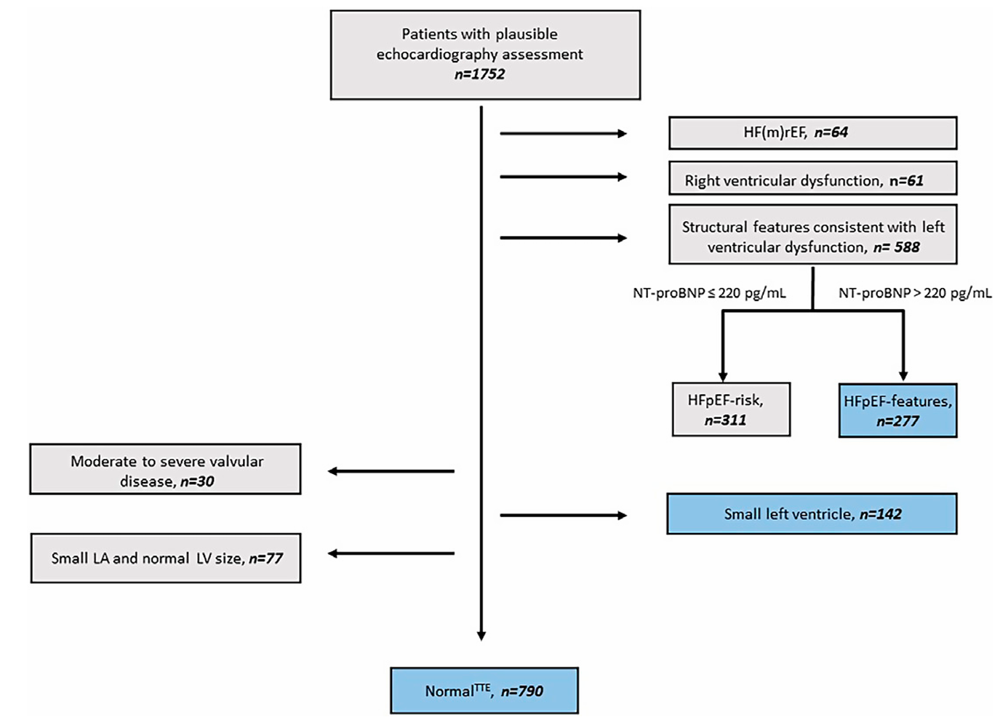 Patients with plausible
echocardiography assessment
n=1752
HF(m)rEF, n=64
Right ventricular dysfunction, n=61
Structural features consistent with left
ventricular dysfunction, n= 588
NT-proBNP ≤ 220 pg/mL
NT-proBNP > 220 pg/mL
HFpEF-risk,
n=311
HFpEF-features,
n=277
Moderate to severe valvular
disease, n=30
Small left ventricle, n=142
Small LA and normal LV size, n=77
Normal^TTE, n=790